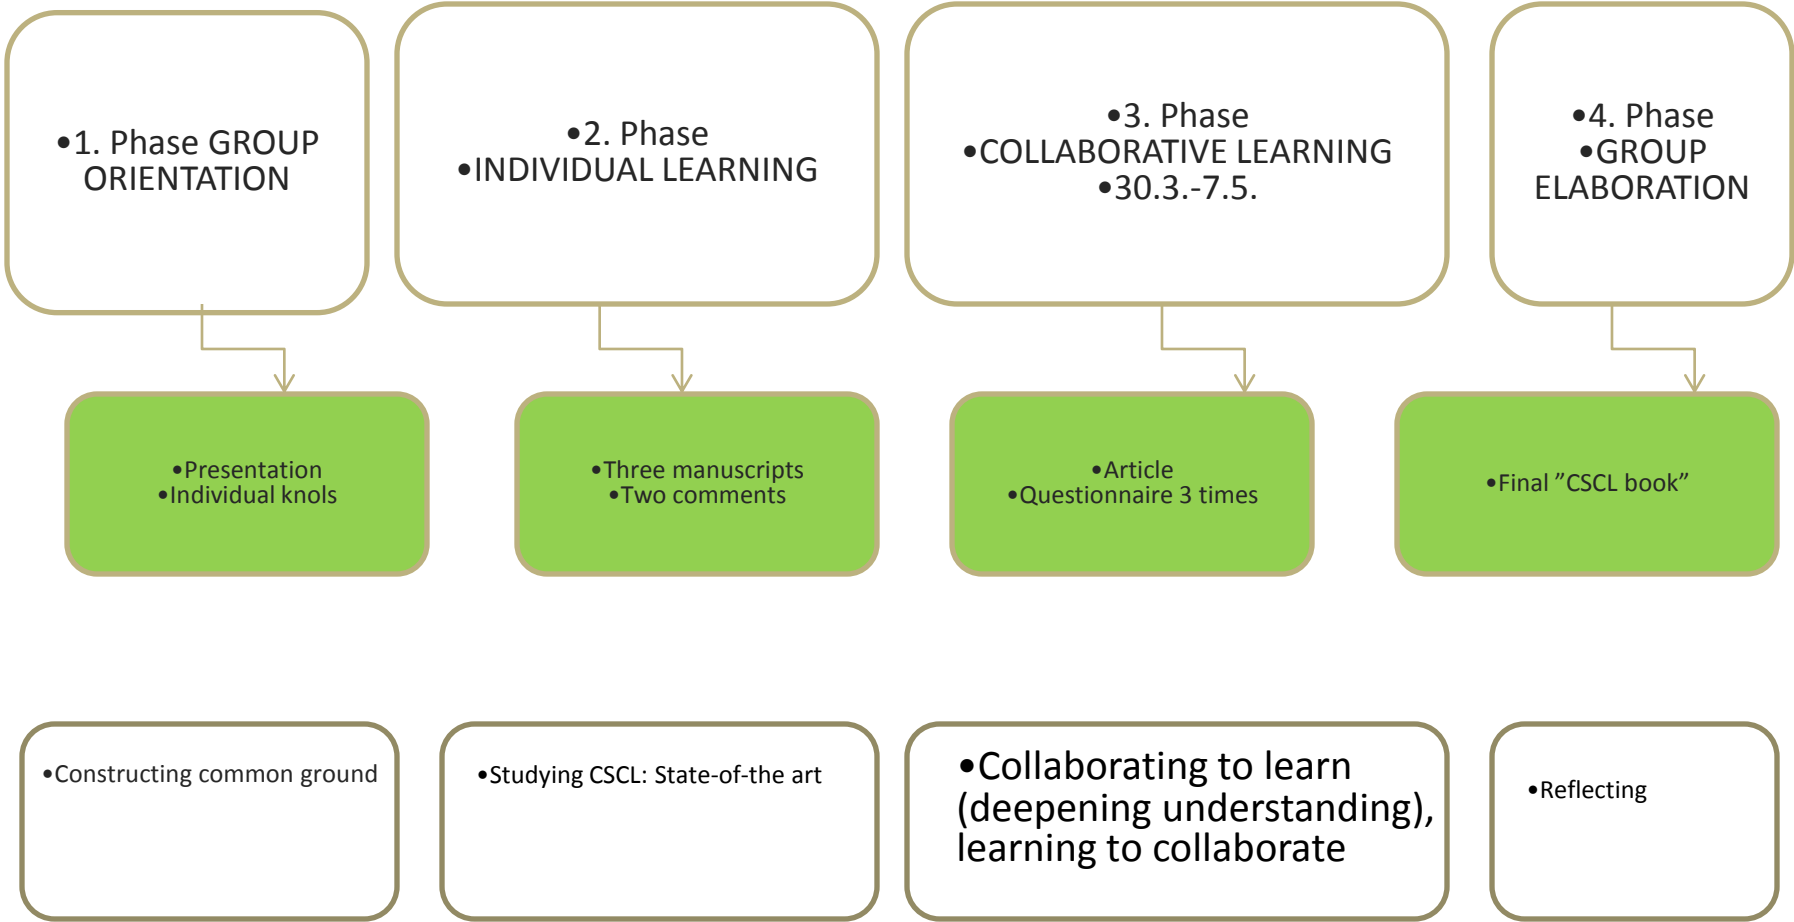 •1. Phase GROUP
ORIENTATION
•2. Phase
•INDIVIDUAL LEARNING
•3. Phase
•COLLABORATIVE LEARNING
•30.3.-7.5.
•4. Phase
•GROUP
ELABORATION
•Presentation
•Individual knols
•Three manuscripts
•Two comments
•Article
•Questionnaire 3 times
•Final ”CSCL book”
•Constructing common ground
•Studying CSCL: State-of-the art
•Collaborating to learn
(deepening understanding),
learning to collaborate
•Reflecting